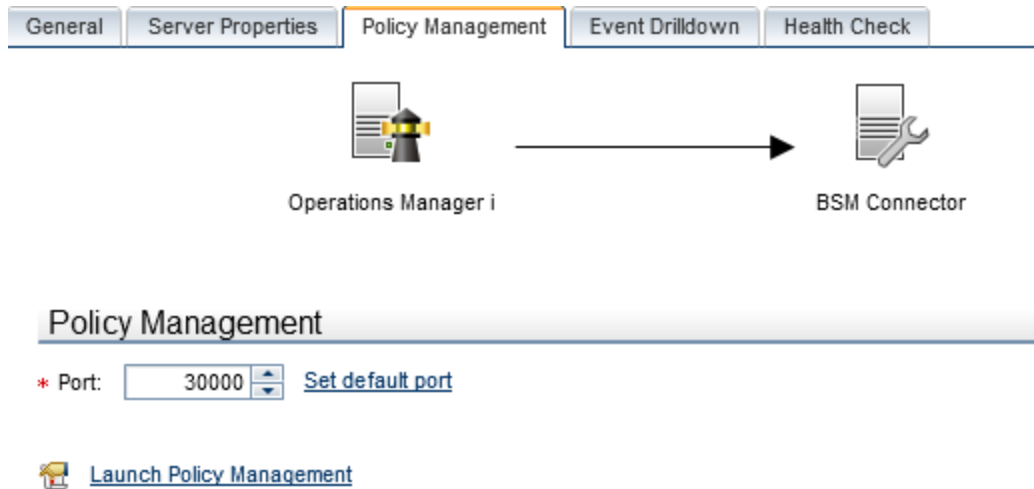 General Server Properties Policy Management Event Drilldown Health Check
Operations Manager i BSM Connector
Policy Management
* Port: 30000 Set default port
Launch Policy Management